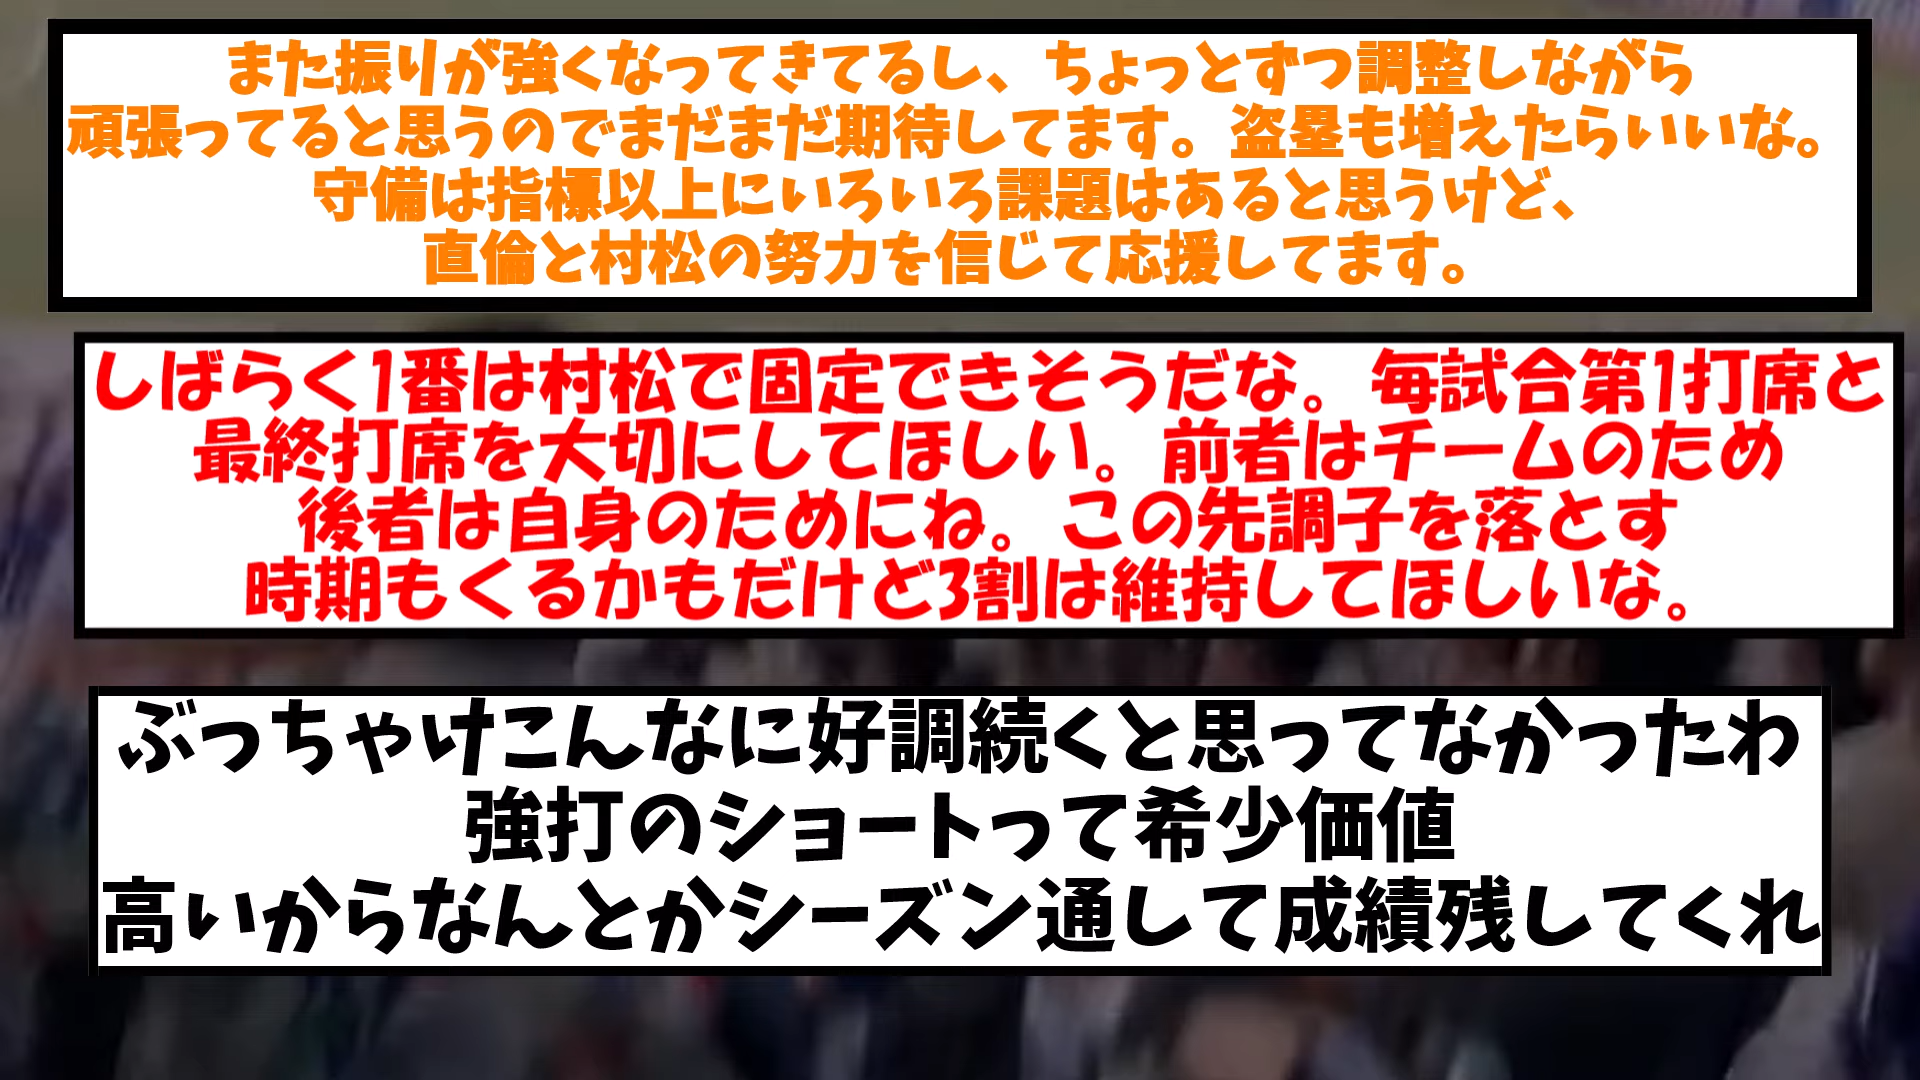 また振りが強くなってきてるし、ちょっとずつ調整しながら
頑張ってると思うのでまだまだ期待してます。盗塁も増えたらいいな。
守備は指標以上にいろいろ課題はあると思うけど、
直倫と村松の努力を信じて応援してます。
しばらく1番は村松で固定できそうだな。毎試合第1打席と
最終打席を大切にしてほしい。前者はチームのため
後者は自身のためにね。この先調子を落とす
時期もくるかもだけど3割は維持してほしいな。
ぶっちゃけこんなに好調続くと思ってなかったわ
強打のショートって希少価値
高いからなんとかシーズン通して成績残してくれ